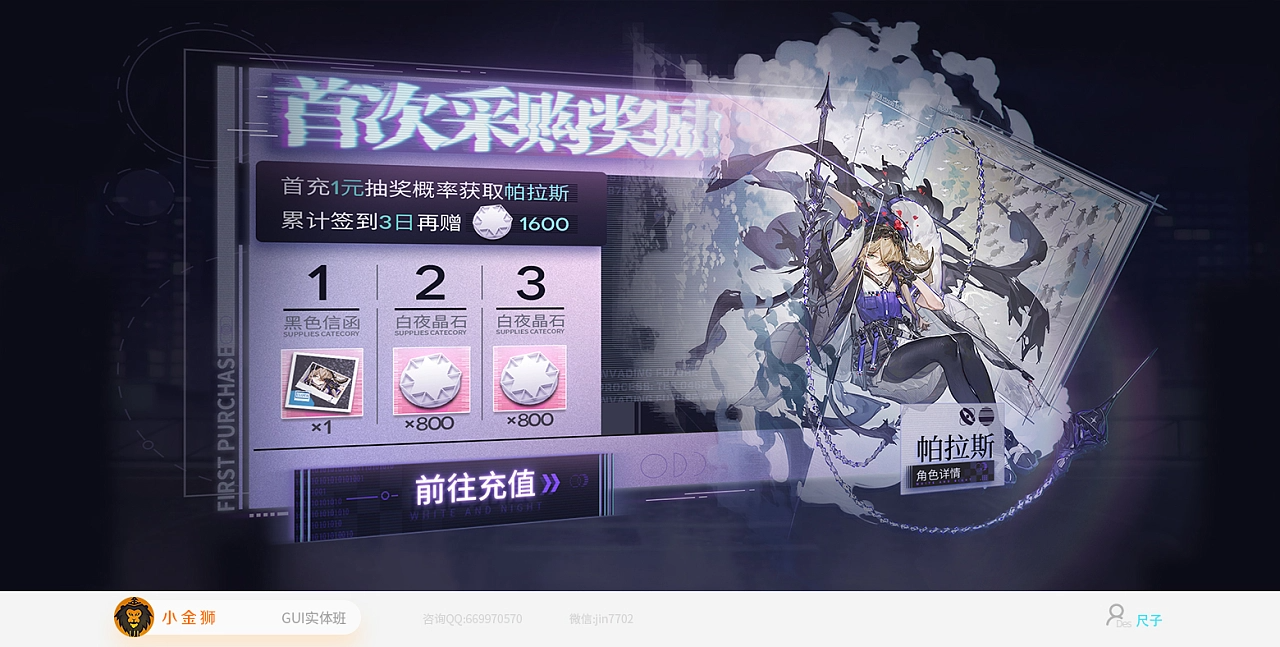 首次采购奖励
首充1元抽奖概率获取帕拉斯
累计签到3日再赠 1600
1 2 3
黑色信函 白夜晶石 白夜晶石
SUPPLIES CATECORY SUPPLIES CATECORY SUPPLIES CATECORY
×1 ×800 ×800
FIRST PURCHASE
前往充值
WHITE AND NIGHT
帕拉斯
角色详情
小金狮 GUI实体班 咨询QQ:669970570 微信:jin7702 Des 尺子